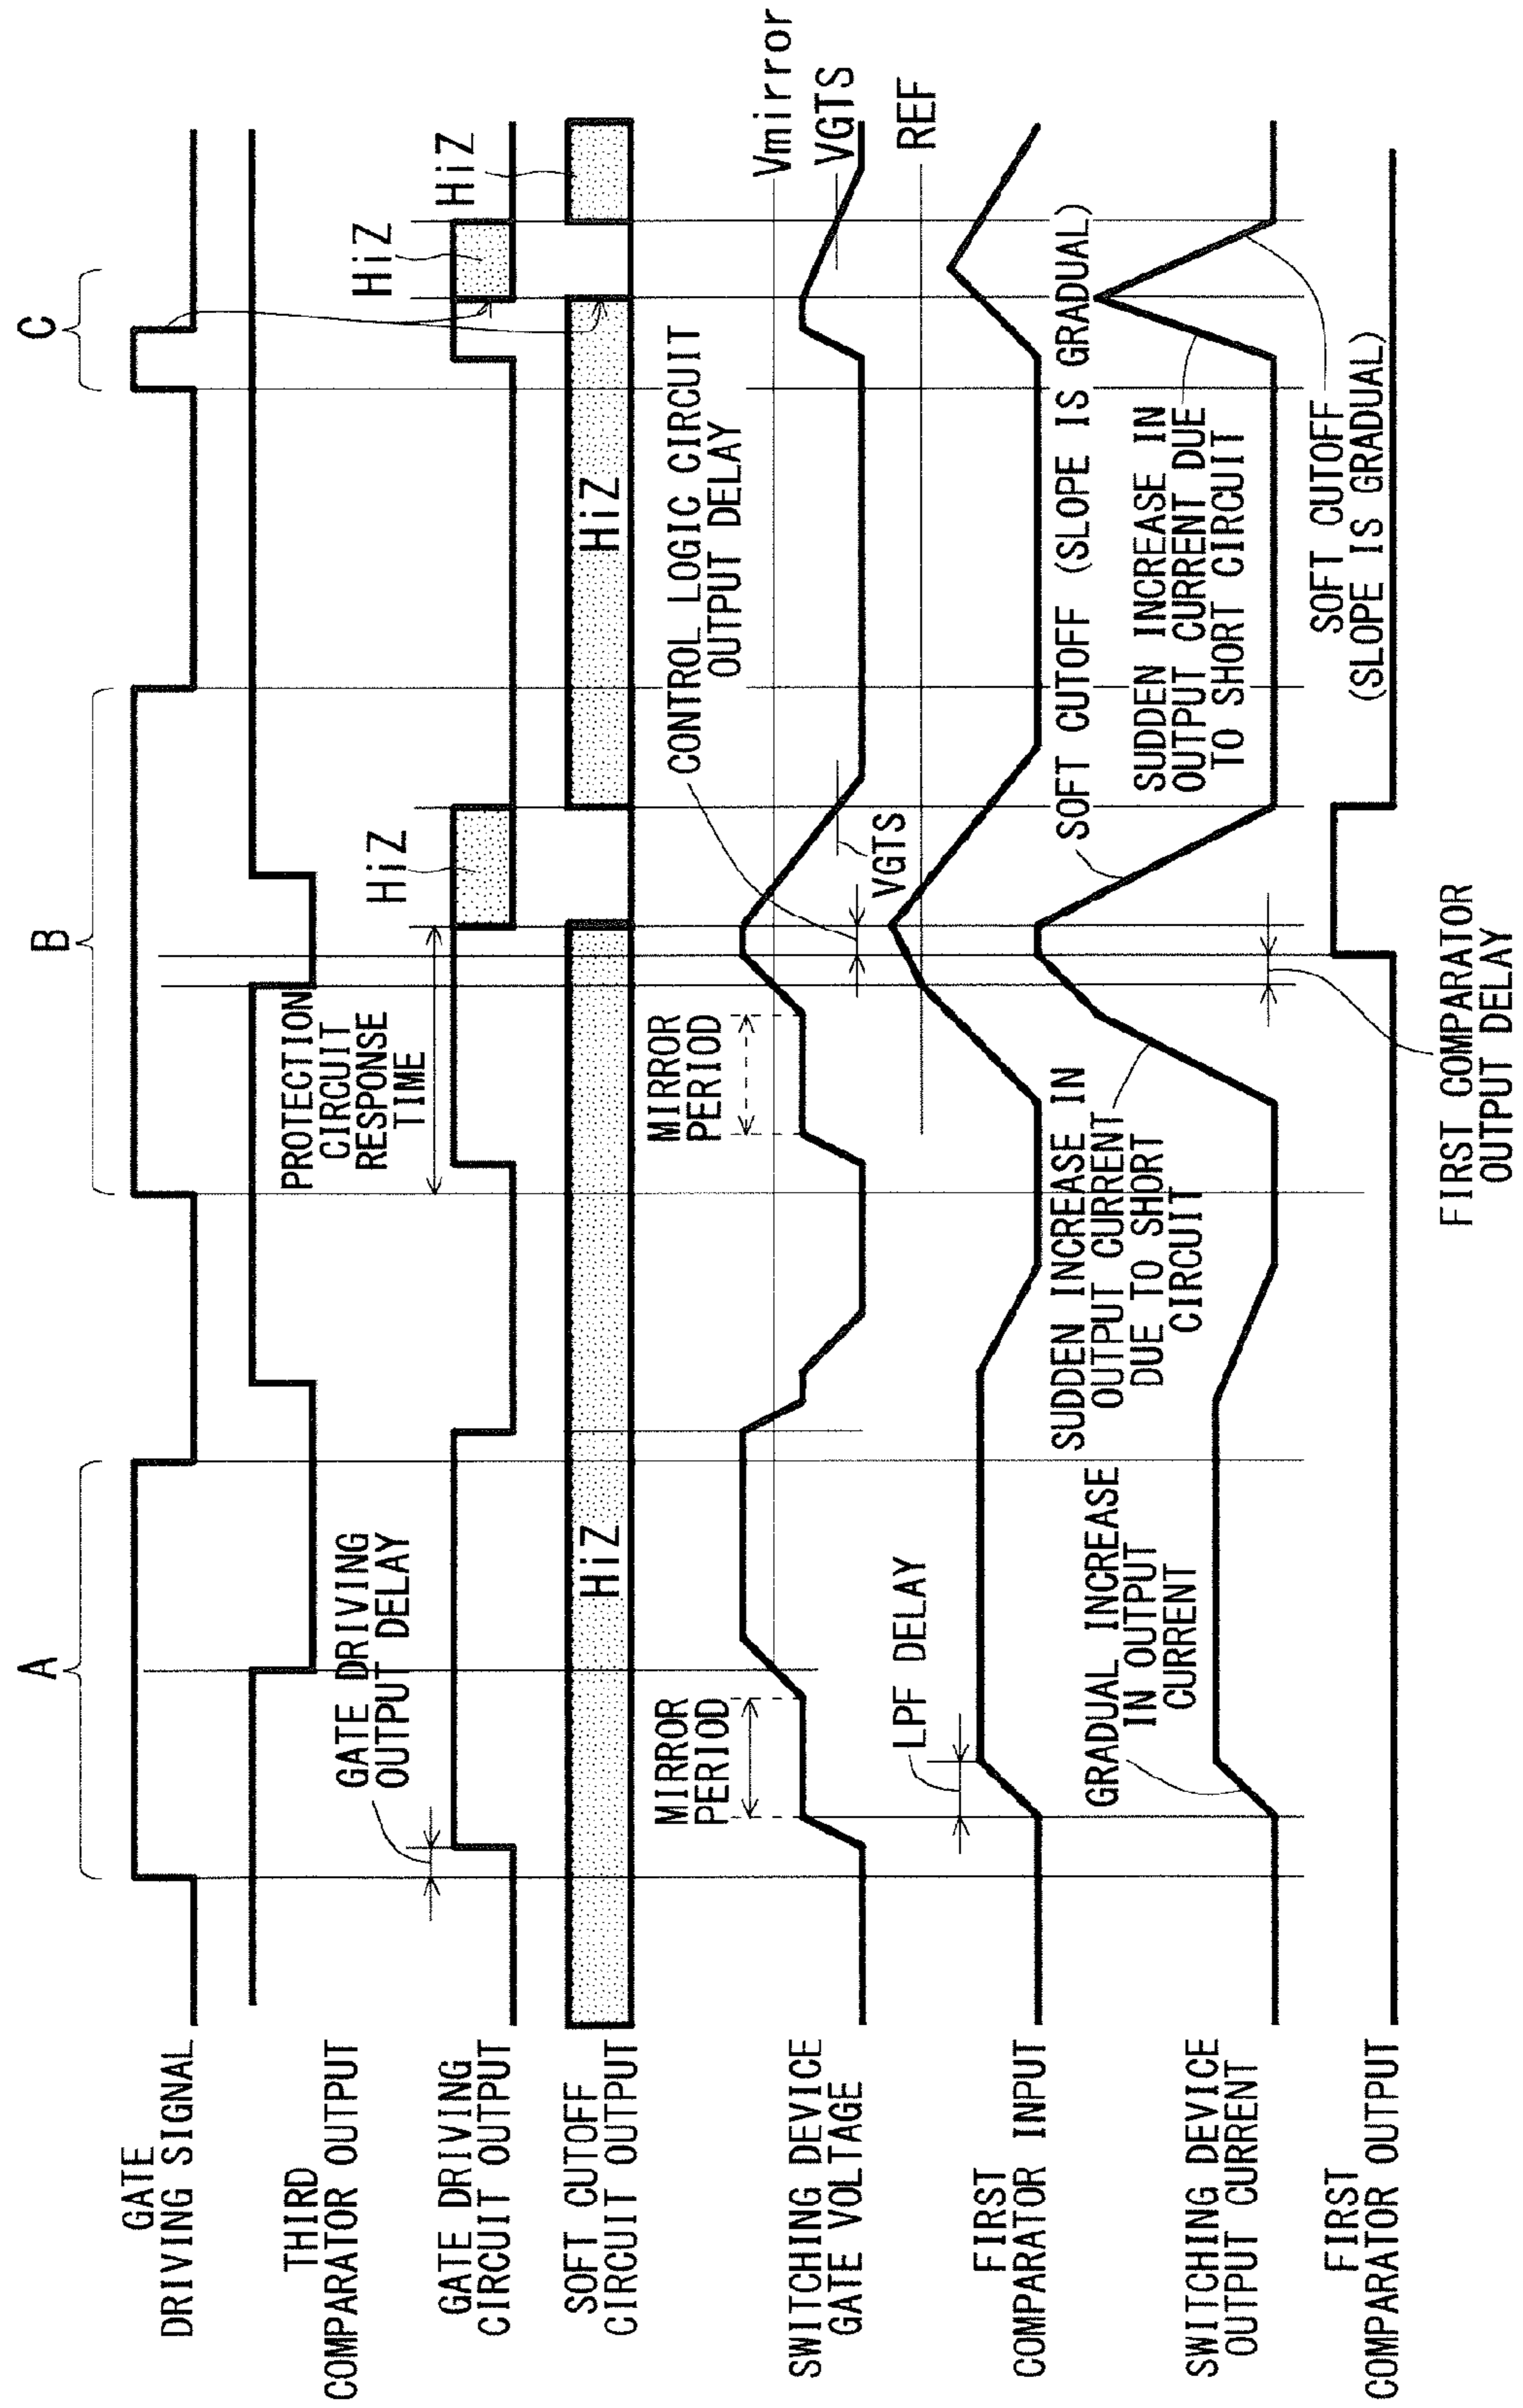 A
B
C
GATE
DRIVING SIGNAL
THIRD
COMPARATOR OUTPUT
GATE DRIVING
OUTPUT DELAY
PROTECTION
CIRCUIT
RESPONSE
TIME
HiZ
HiZ
HiZ
GATE DRIVING
CIRCUIT OUTPUT
SOFT CUTOFF
CIRCUIT OUTPUT
HiZ
HiZ
MIRROR
PERIOD
MIRROR
PERIOD
CONTROL LOGIC CIRCUIT
OUTPUT DELAY
Vmirror
VGTS
SWITCHING DEVICE
GATE VOLTAGE
VGTS
REF
LPF DELAY
FIRST
COMPARATOR INPUT
SUDDEN INCREASE IN
OUTPUT CURRENT
DUE TO SHORT
CIRCUIT
SOFT CUTOFF (SLOPE IS GRADUAL)
GRADUAL INCREASE
IN OUTPUT
CURRENT
SUDDEN INCREASE IN
OUTPUT CURRENT DUE
TO SHORT CIRCUIT
SWITCHING DEVICE
OUTPUT CURRENT
SOFT CUTOFF
(SLOPE IS GRADUAL)
FIRST
COMPARATOR OUTPUT
FIRST COMPARATOR
OUTPUT DELAY